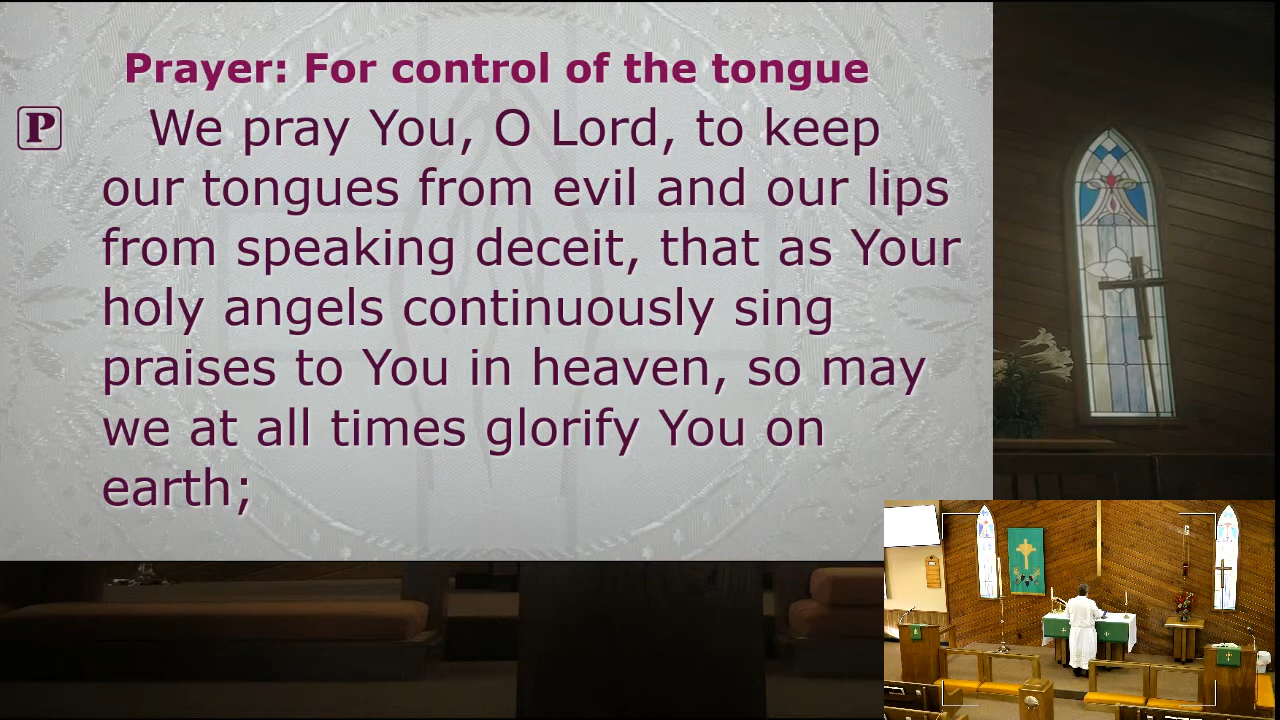 Prayer: For control of the tongue
P We pray You, O Lord, to keep
our tongues from evil and our lips
from speaking deceit, that as Your
holy angels continuously sing
praises to You in heaven, so may
we at all times glorify You on
earth;